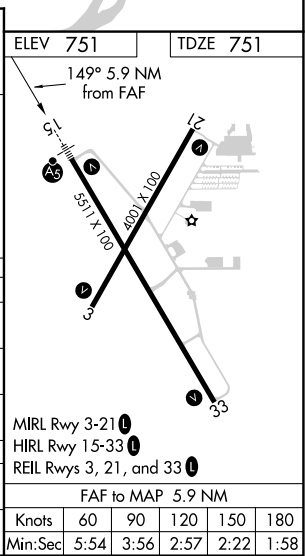 ELEV 751
TDZE 751
149° 5.9 NM
from FAF
15
21
A5
V
V
5511 X 100
4001 X 100
V
3
V
33
MIRL Rwy 3-21 L
HIRL Rwy 15-33 L
REIL Rwys 3, 21, and 33 L
FAF to MAP 5.9 NM
Knots 60 90 120 150 180
Min:Sec 5:54 3:56 2:57 2:22 1:58